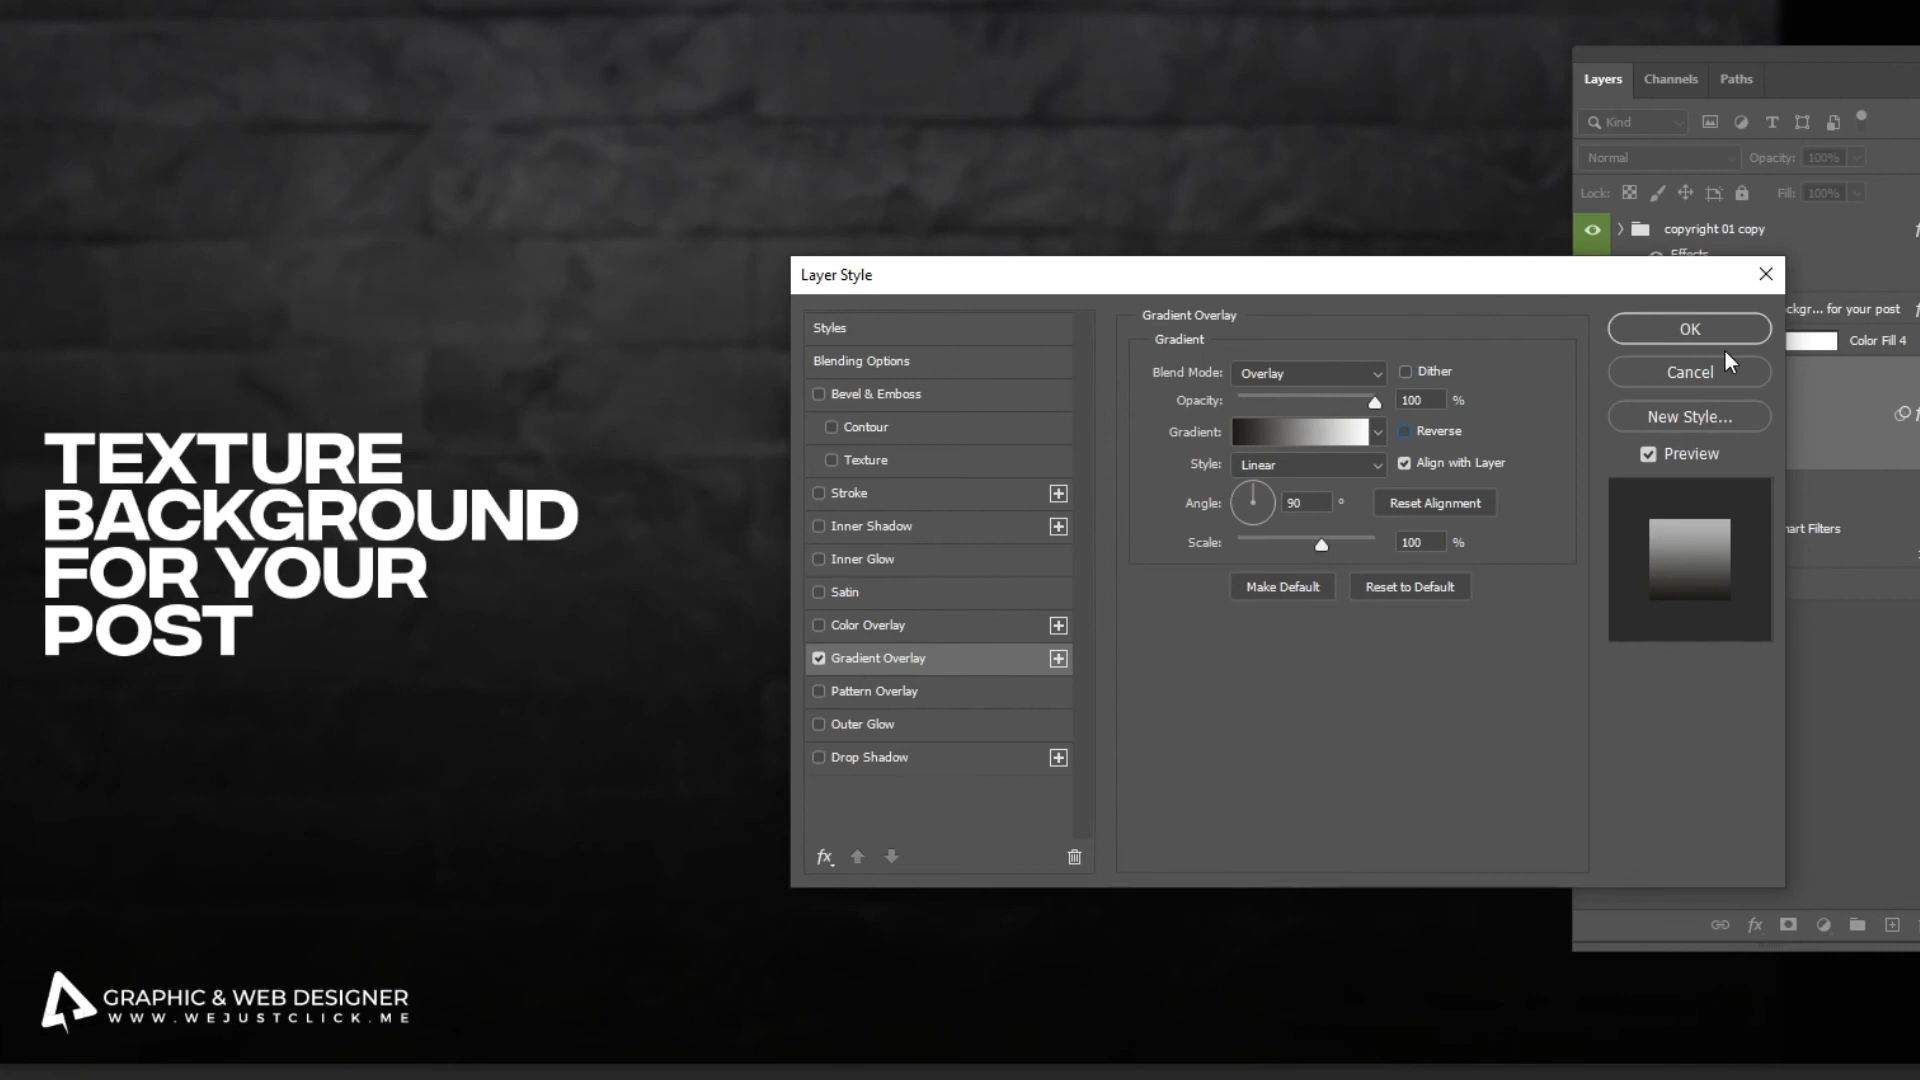 Layers Channels Paths
Kind
Normal Opacity: 100%
Lock: Fill: 100%
copyright 01 copy
Effects
Layer Style
ckgr... for your post
Color Fill 4
Styles
Blending Options
Bevel & Emboss
Contour
Texture
Stroke
Inner Shadow
Inner Glow
Satin
Color Overlay
Gradient Overlay
Pattern Overlay
Outer Glow
Drop Shadow
fx
Gradient Overlay
Gradient
Blend Mode: Overlay Dither
Opacity: 100 %
Gradient: Reverse
Style: Linear Align with Layer
Angle: 90 ° Reset Alignment
Scale: 100 %
Make Default Reset to Default
OK
Cancel
New Style...
Preview
nart Filters
fx
TEXTURE
BACKGROUND
FOR YOUR
POST
GRAPHIC & WEB DESIGNER
WWW.WEJUSTCLICK.ME